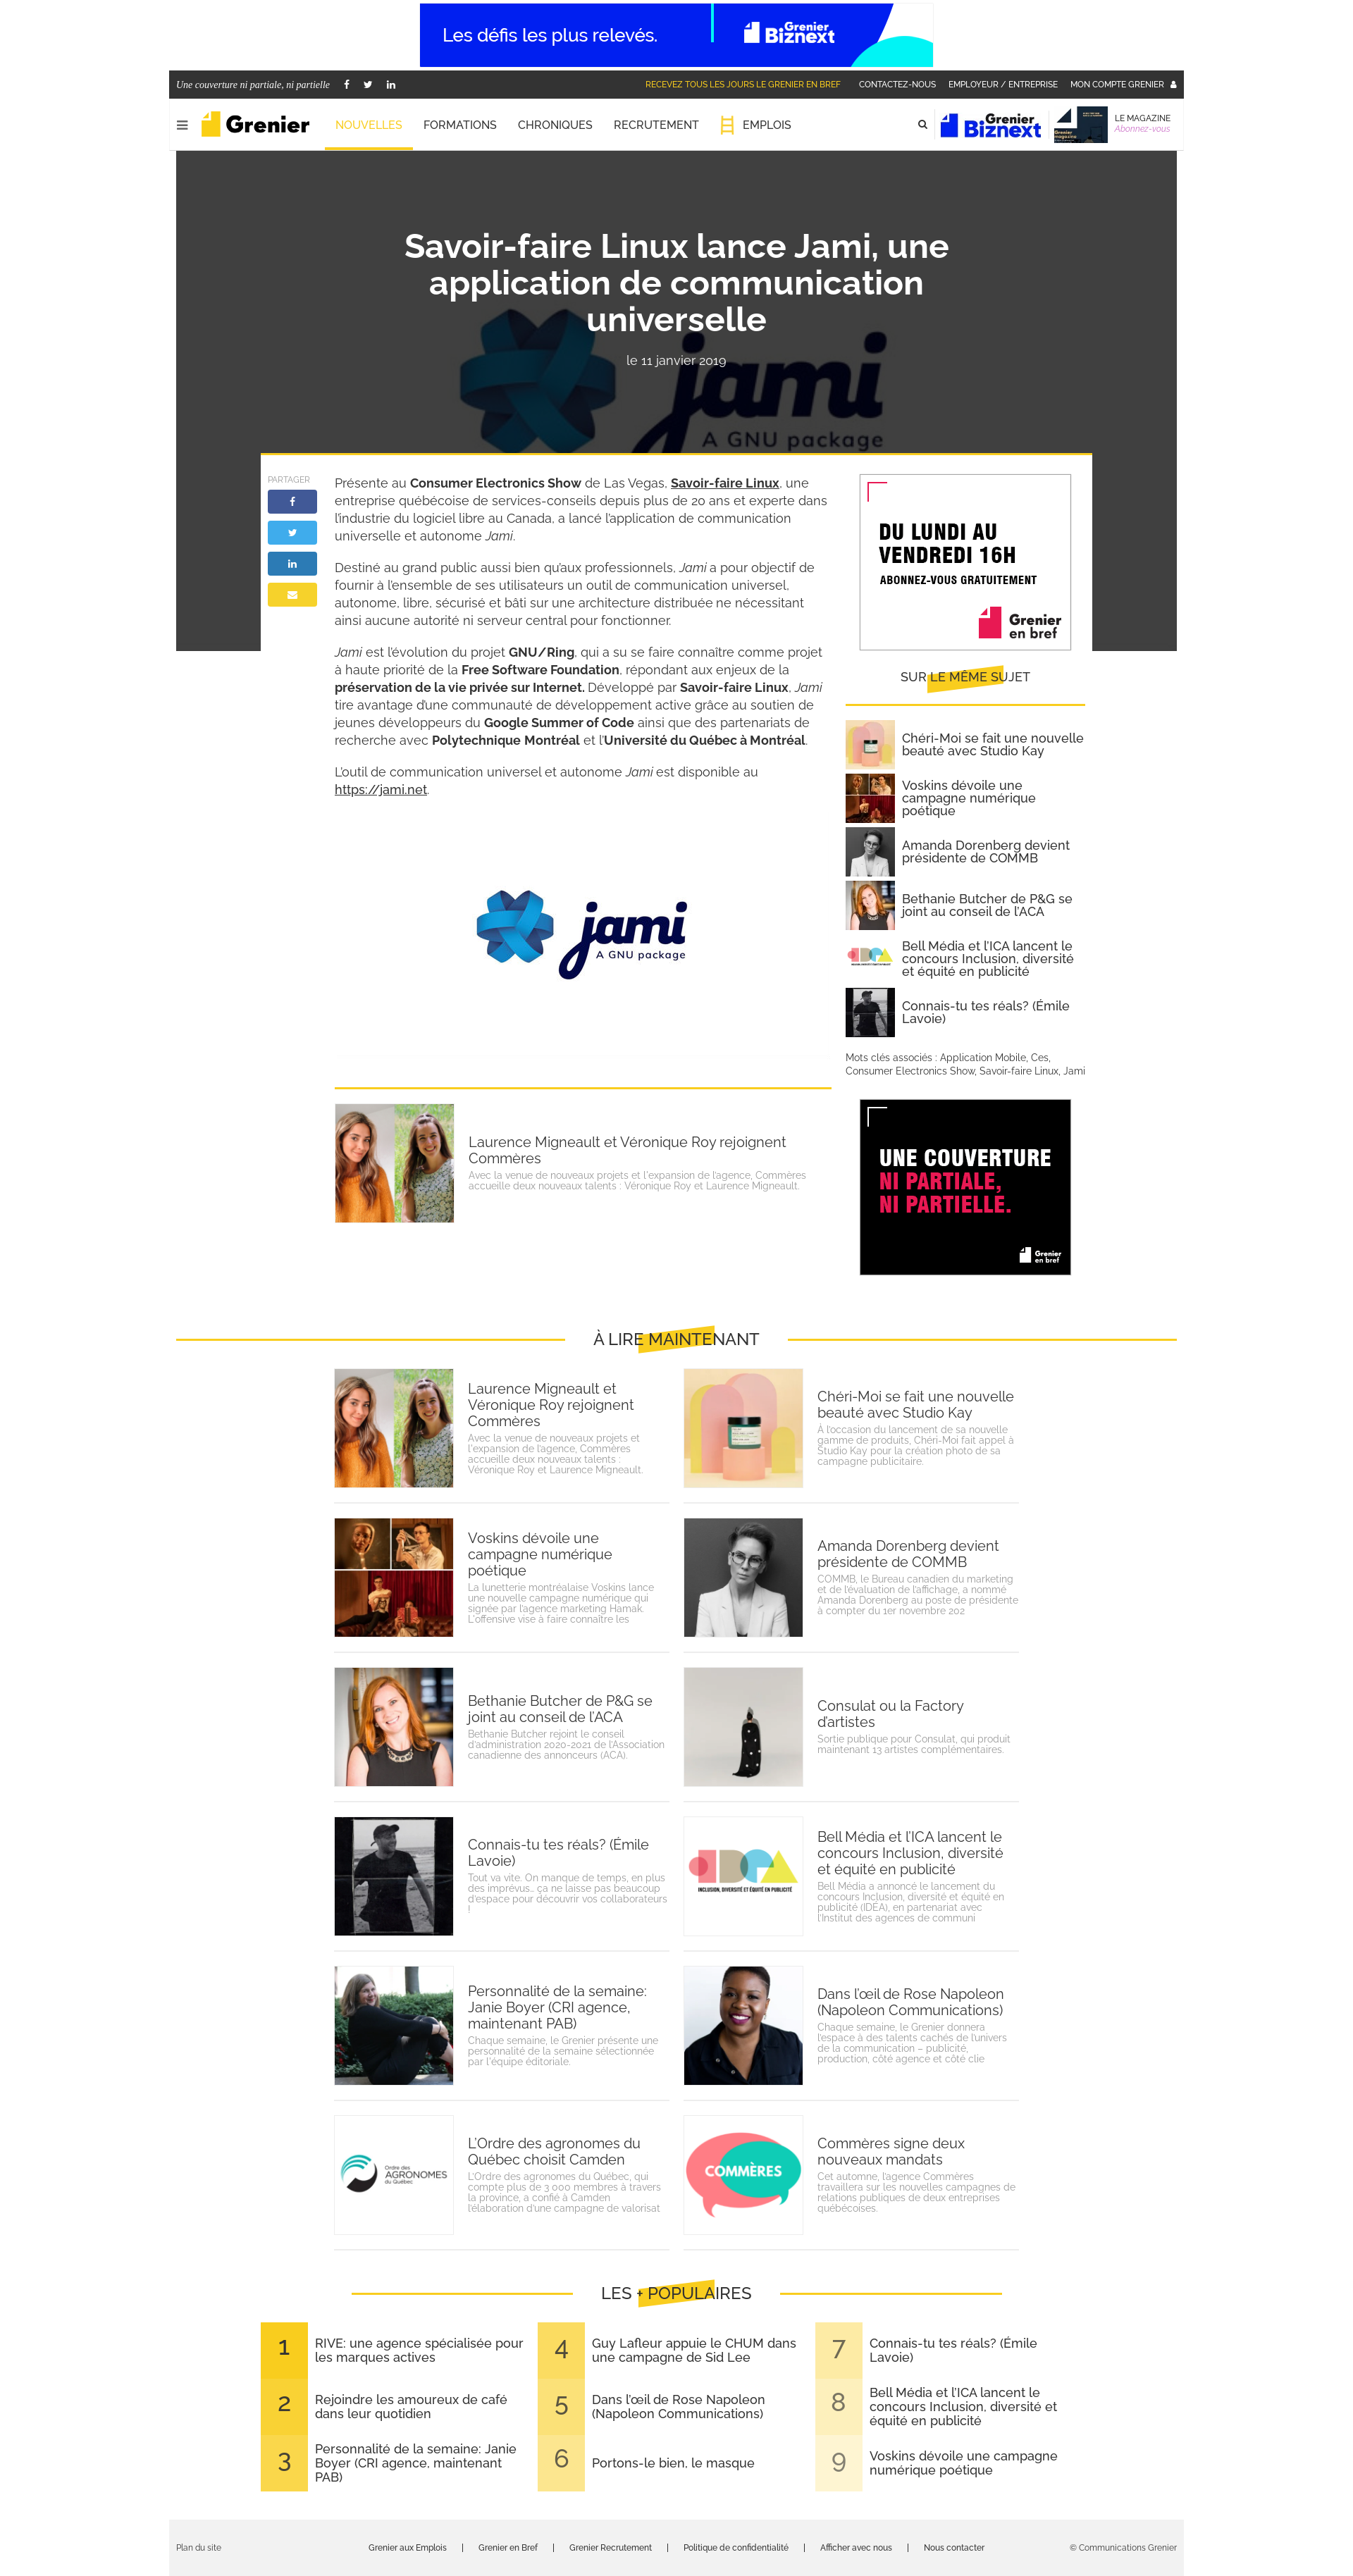 Les défis les plus relevés.
Grenier
Biznext
Une couverture ni partiale, ni partielle
RECEVEZ TOUS LES JOURS LE GRENIER EN BREF
CONTACTEZ-NOUS
EMPLOYEUR / ENTREPRISE
MON COMPTE GRENIER
Grenier
NOUVELLES
FORMATIONS
CHRONIQUES
RECRUTEMENT
EMPLOIS
Grenier
Biznext
LE MAGAZINE
Abonnez-vous
Savoir-faire Linux lance Jami, une
application de communication
universelle
le 11 janvier 2019
jami
A GNU package
PARTAGER
Présente au Consumer Electronics Show de Las Vegas, Savoir-faire Linux, une
entreprise québécoise de services-conseils depuis plus de 20 ans et experte dans
l'industrie du logiciel libre au Canada, a lancé l'application de communication
universelle et autonome Jami.
Destiné au grand public aussi bien qu'aux professionnels, Jami a pour objectif de
fournir à l'ensemble de ses utilisateurs un outil de communication universel,
autonome, libre, sécurisé et bâti sur une architecture distribuée ne nécessitant
ainsi aucune autorité ni serveur central pour fonctionner.
Jami est l'évolution du projet GNU/Ring, qui a su se faire connaître comme projet
à haute priorité de la Free Software Foundation, répondant aux enjeux de la
préservation de la vie privée sur Internet. Développé par Savoir-faire Linux, Jami
tire avantage d'une communauté de développement active grâce au soutien de
jeunes développeurs du Google Summer of Code ainsi que des partenariats de
recherche avec Polytechnique Montréal et l'Université du Québec à Montréal.
L'outil de communication universel et autonome Jami est disponible au
https://jami.net.
jami
A GNU package
DU LUNDI AU
VENDREDI 16H
ABONNEZ-VOUS GRATUITEMENT
Grenier
en bref
SUR LE MÊME SUJET
Chéri-Moi se fait une nouvelle
beauté avec Studio Kay
Voskins dévoile une
campagne numérique
poétique
Amanda Dorenberg devient
présidente de COMMB
Bethanie Butcher de P&G se
joint au conseil de l'ACA
Bell Média et l'ICA lancent le
concours Inclusion, diversité
et équité en publicité
Connais-tu tes réals? (Émile
Lavoie)
Mots clés associés : Application Mobile, Ces,
Consumer Electronics Show, Savoir-faire Linux, Jami
Laurence Migneault et Véronique Roy rejoignent
Commères
Avec la venue de nouveaux projets et l'expansion de l'agence, Commères
accueille deux nouveaux talents : Véronique Roy et Laurence Migneault.
UNE COUVERTURE
NI PARTIALE,
NI PARTIELLE.
Grenier
en bref
À LIRE MAINTENANT
Laurence Migneault et
Véronique Roy rejoignent
Commères
Avec la venue de nouveaux projets et
l'expansion de l'agence, Commères
accueille deux nouveaux talents :
Véronique Roy et Laurence Migneault.
Chéri-Moi se fait une nouvelle
beauté avec Studio Kay
À l'occasion du lancement de sa nouvelle
gamme de produits, Chéri-Moi fait appel à
Studio Kay pour la création photo de sa
campagne publicitaire.
Voskins dévoile une
campagne numérique
poétique
La lunetterie montréalaise Voskins lance
une nouvelle campagne numérique qui
signée par l'agence marketing Hamak.
L'offensive vise à faire connaître les
Amanda Dorenberg devient
présidente de COMMB
COMMB, le Bureau canadien du marketing
et de l'évaluation de l'affichage, a nommé
Amanda Dorenberg au poste de présidente
à compter du 1er novembre 202
Bethanie Butcher de P&G se
joint au conseil de l'ACA
Bethanie Butcher rejoint le conseil
d'administration 2020-2021 de l'Association
canadienne des annonceurs (ACA).
Consulat ou la Factory
d'artistes
Sortie publique pour Consulat, qui produit
maintenant 13 artistes complémentaires.
Connais-tu tes réals? (Émile
Lavoie)
Tout va vite. On manque de temps, en plus
des imprévus… ça ne laisse pas beaucoup
d'espace pour découvrir vos collaborateurs
!
INCLUSION, DIVERSITÉ ET ÉQUITÉ EN PUBLICITÉ
Bell Média et l'ICA lancent le
concours Inclusion, diversité
et équité en publicité
Bell Média a annoncé le lancement du
concours Inclusion, diversité et équité en
publicité (IDÉA), en partenariat avec
l'Institut des agences de communi
Personnalité de la semaine:
Janie Boyer (CRI agence,
maintenant PAB)
Chaque semaine, le Grenier présente une
personnalité de la semaine sélectionnée
par l'équipe éditoriale.
Dans l'œil de Rose Napoleon
(Napoleon Communications)
Chaque semaine, le Grenier donnera
l'espace à des talents cachés de l'univers
de la communication – publicité,
production, côté agence et côté clie
Ordre des
AGRONOMES
du Québec
L'Ordre des agronomes du
Québec choisit Camden
L'Ordre des agronomes du Québec, qui
compte plus de 3 000 membres à travers
la province, a confié à Camden
l'élaboration d'une campagne de valorisat
COMMÈRES
Commères signe deux
nouveaux mandats
Cet automne, l'agence Commères
travaillera sur les nouvelles campagnes de
relations publiques de deux entreprises
québécoises.
LES + POPULAIRES
1
RIVE: une agence spécialisée pour
les marques actives
2
Rejoindre les amoureux de café
dans leur quotidien
3
Personnalité de la semaine: Janie
Boyer (CRI agence, maintenant
PAB)
4
Guy Lafleur appuie le CHUM dans
une campagne de Sid Lee
5
Dans l'œil de Rose Napoleon
(Napoleon Communications)
6
Portons-le bien, le masque
7
Connais-tu tes réals? (Émile
Lavoie)
8
Bell Média et l'ICA lancent le
concours Inclusion, diversité et
équité en publicité
9
Voskins dévoile une campagne
numérique poétique
Plan du site
Grenier aux Emplois | Grenier en Bref | Grenier Recrutement | Politique de confidentialité | Afficher avec nous | Nous contacter
© Communications Grenier